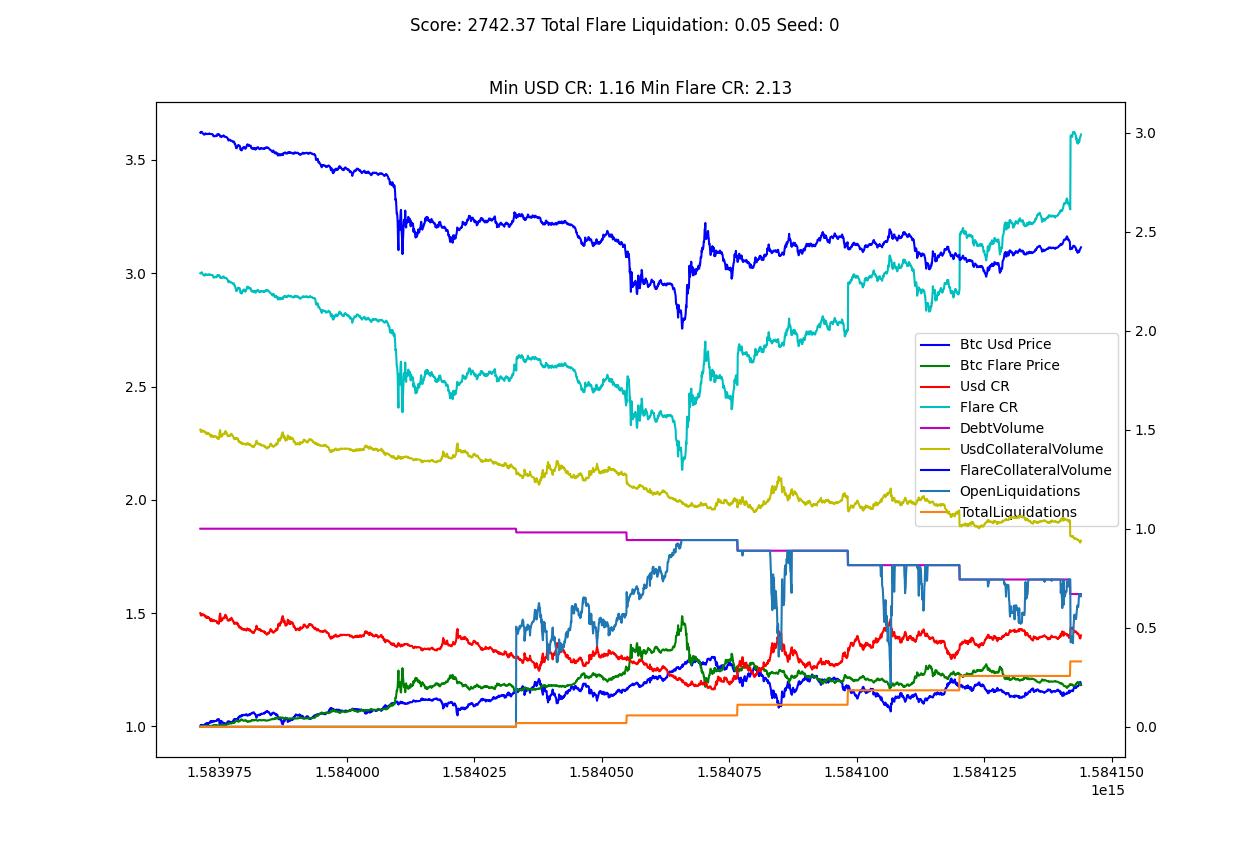 Score: 2742.37 Total Flare Liquidation: 0.05 Seed: 0
Min USD CR: 1.16 Min Flare CR: 2.13
3.5
3.0
2.5
2.0
1.5
1.0
3.0
2.5
2.0
1.5
1.0
0.5
0.0
Btc Usd Price
Btc Flare Price
Usd CR
Flare CR
DebtVolume
UsdCollateralVolume
FlareCollateralVolume
OpenLiquidations
TotalLiquidations
1.583975 1.584000 1.584025 1.584050 1.584075 1.584100 1.584125 1.584150
1e15